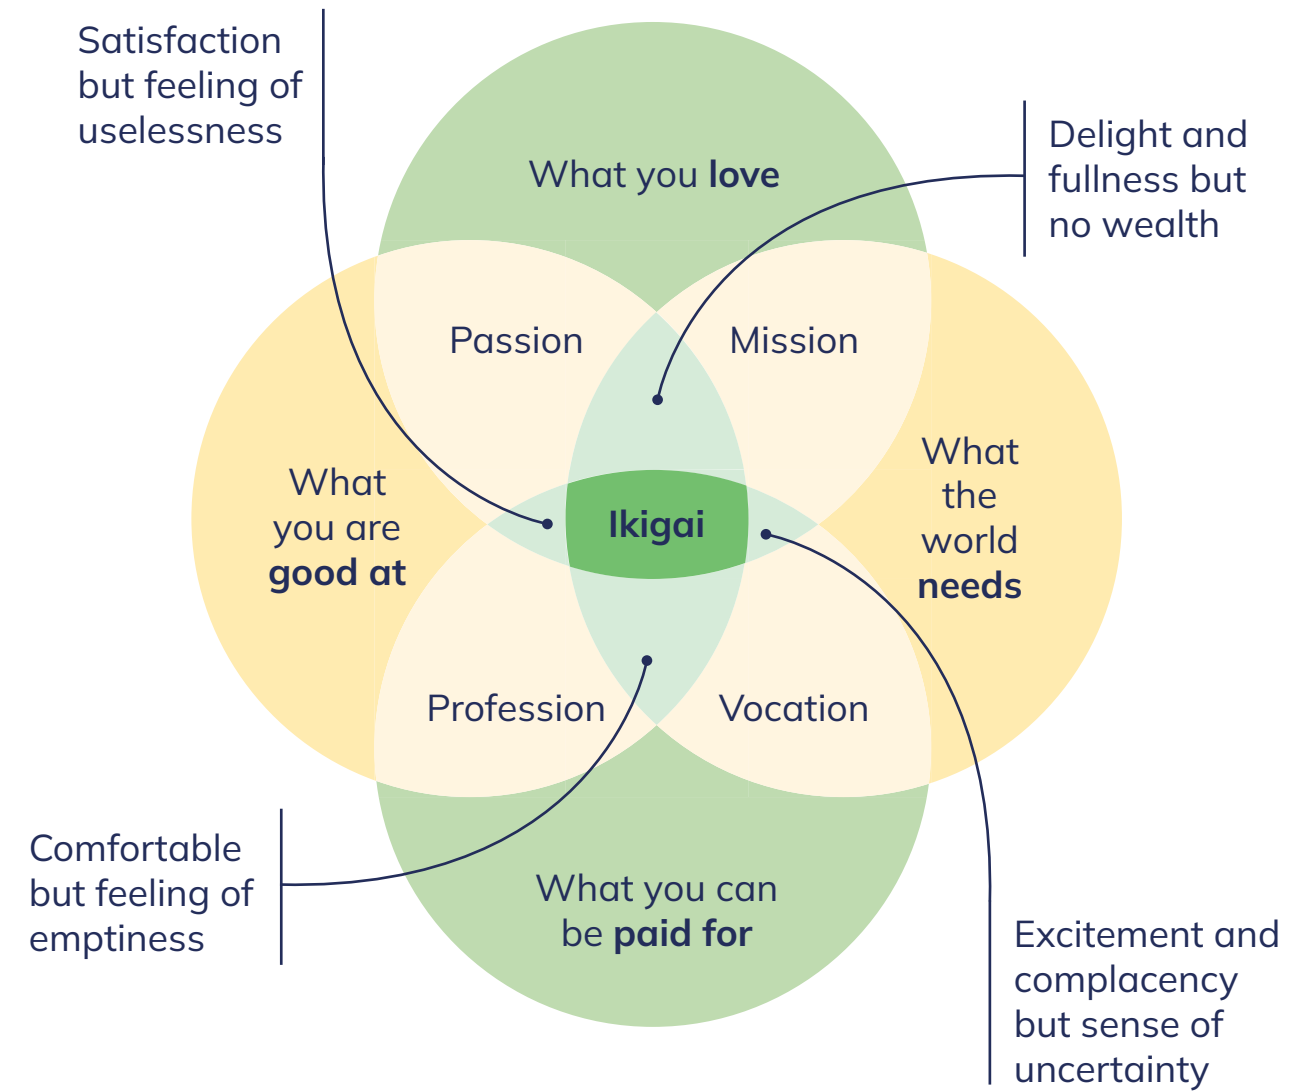 Satisfaction
but feeling of
uselessness
Delight and
fullness but
no wealth
What you love
Passion
Mission
What
you are
good at
Ikigai
What
the
world
needs
Profession
Vocation
Comfortable
but feeling of
emptiness
What you can
be paid for
Excitement and
complacency
but sense of
uncertainty